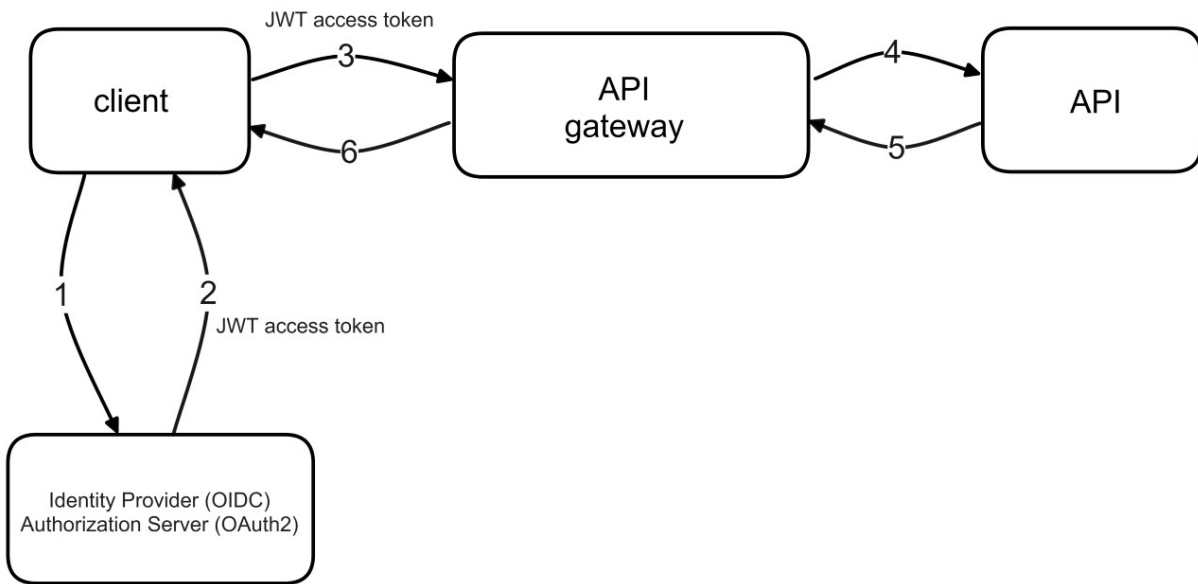 JWT access token
3
4
client
API
gateway
API
6
5
1
2
JWT access token
Identity Provider (OIDC)
Authorization Server (OAuth2)